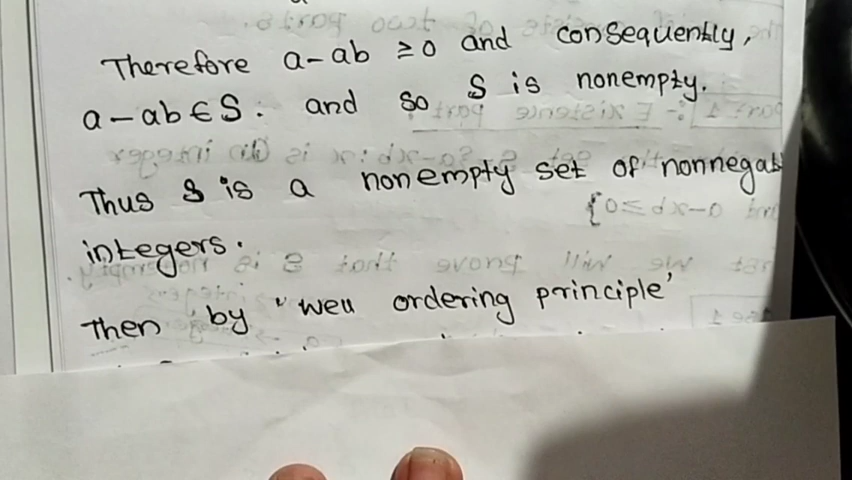 Therefore a-ab ≥0 and consequently,
a-ab∈S. and so S is nonempty.
Thus S is a nonempty set of nonnegat
integers.
Then by 'well ordering principle'